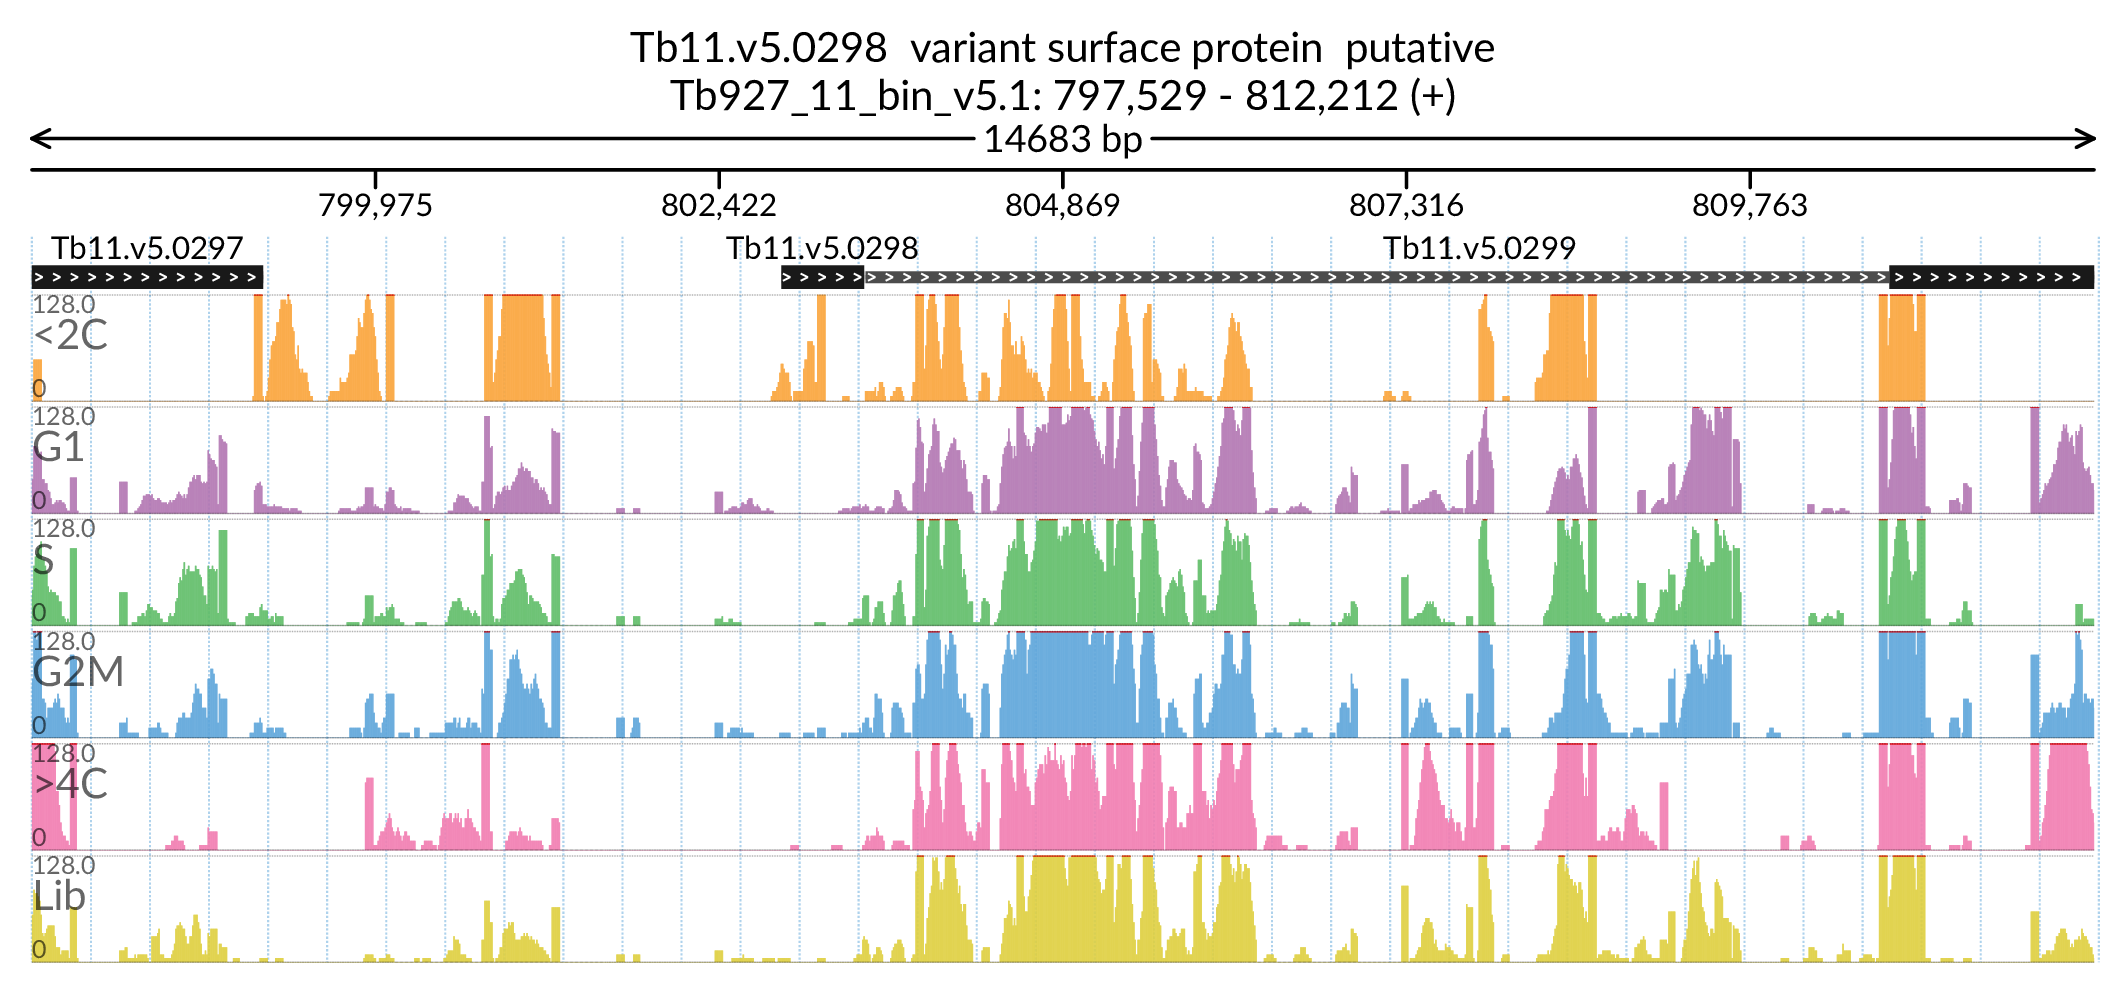 Tb11.v5.0298 variant surface protein putative
Tb927_11_bin_v5.1: 797,529 - 812,212 (+)
14683 bp
799,975 802,422 804,869 807,316 809,763
Tb11.v5.0297 Tb11.v5.0298 Tb11.v5.0299
128.0
<2C
0
128.0
G1
0
128.0
S
0
128.0
G2M
0
128.0
>4C
0
128.0
Lib
0